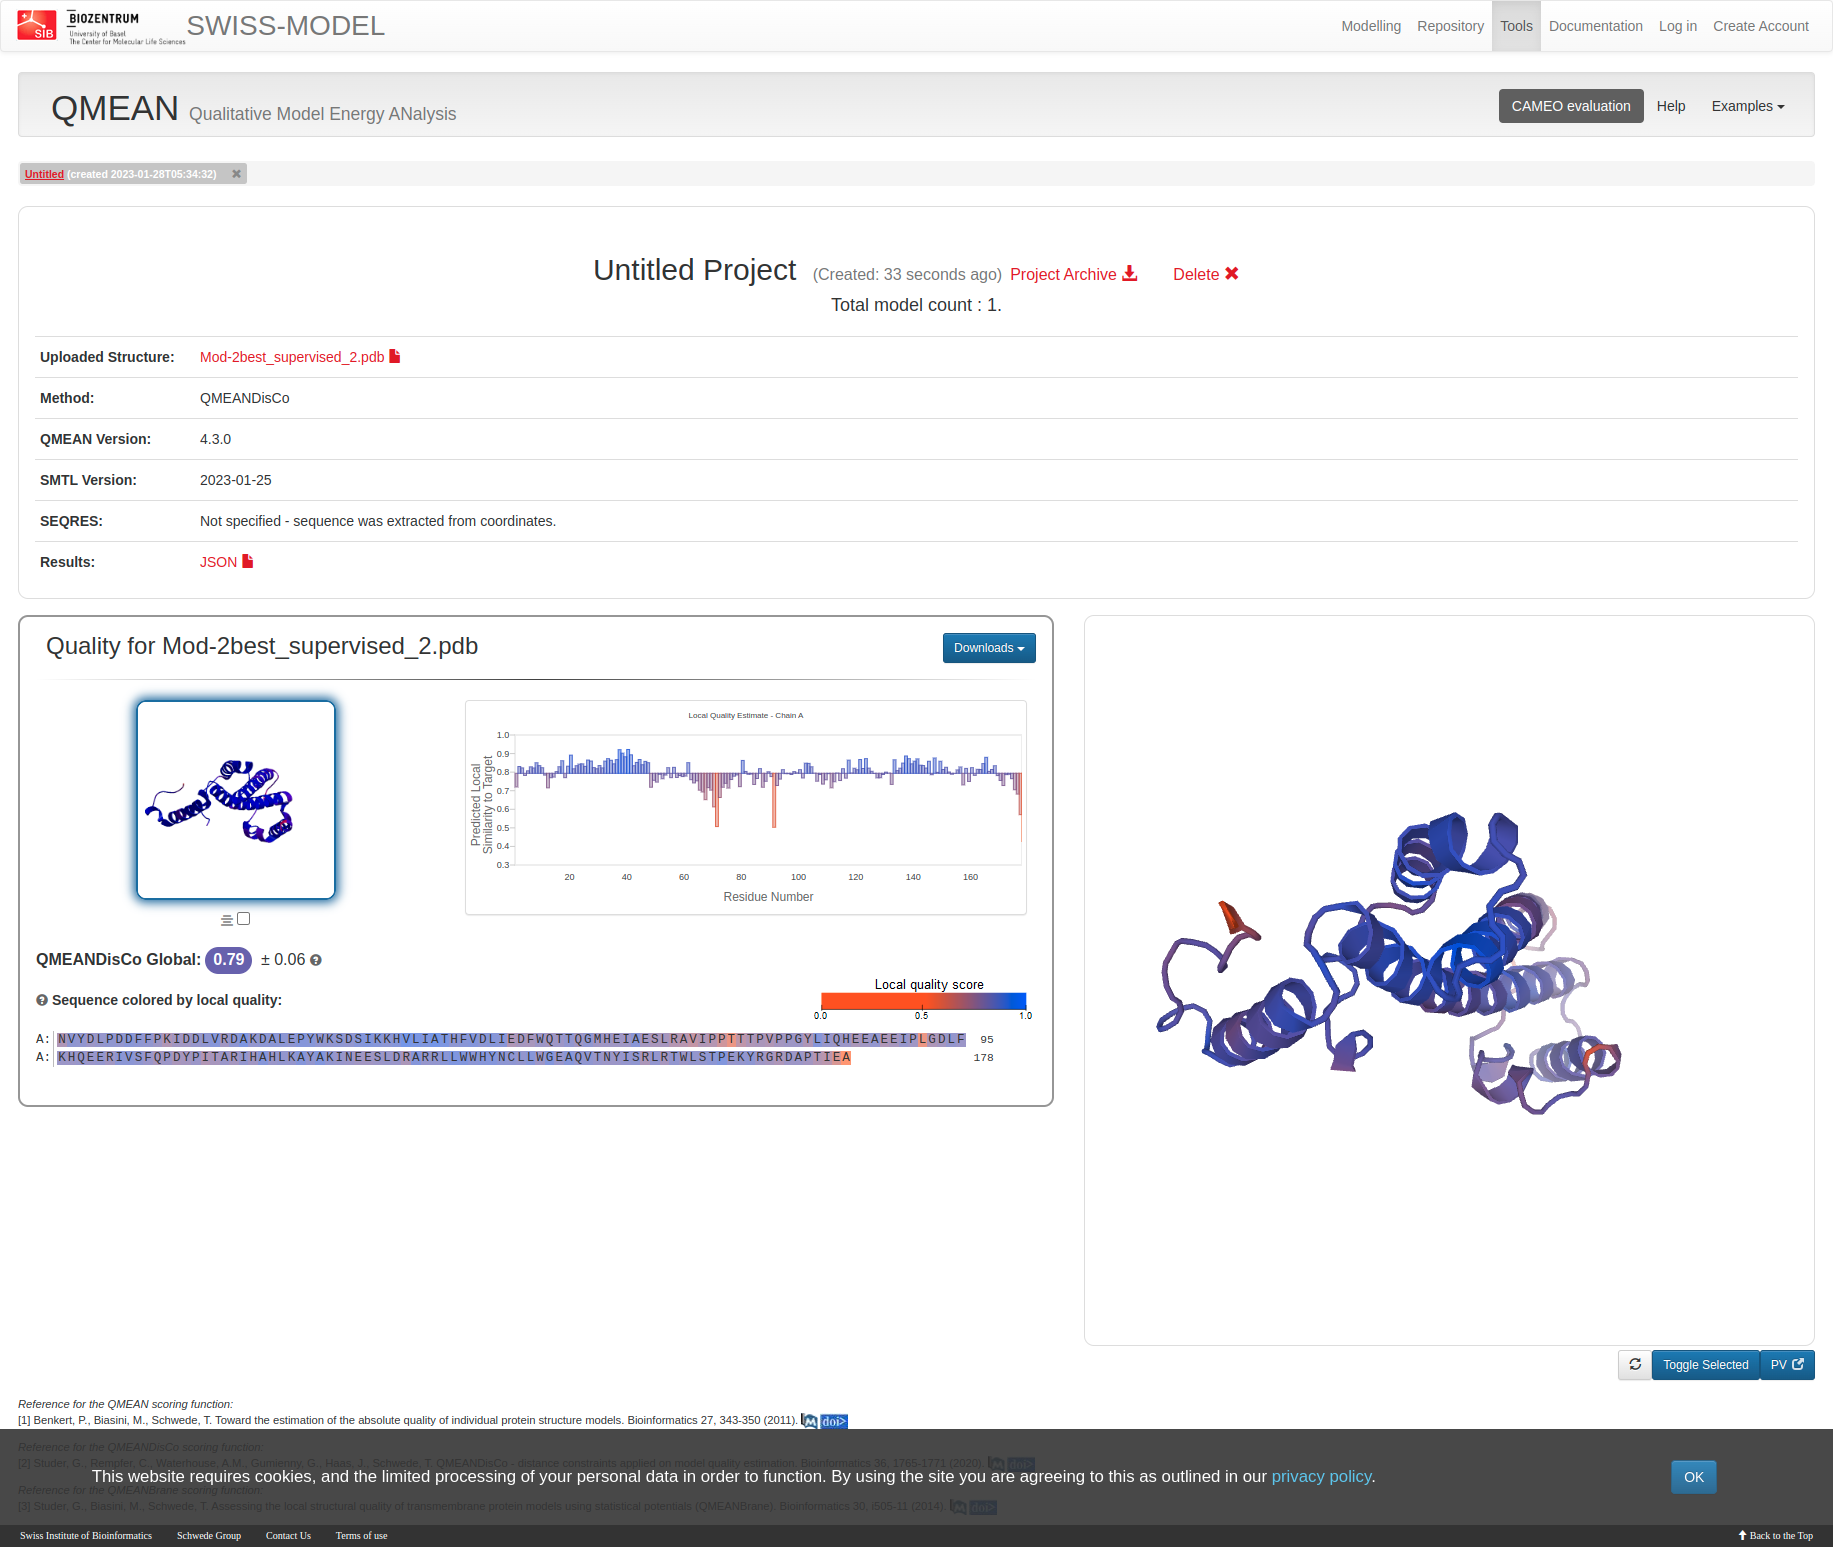 SIB
BIOZENTRUM
University of Basel
The Center for Molecular Life Sciences
SWISS-MODEL
Modelling Repository Tools Documentation Log in Create Account
QMEAN Qualitative Model Energy ANalysis
CAMEO evaluation Help Examples
Untitled (created 2023-01-28T05:34:32)
Untitled Project (Created: 33 seconds ago) Project Archive Delete
Total model count : 1.
Uploaded Structure: Mod-2best_supervised_2.pdb
Method: QMEANDisCo
QMEAN Version: 4.3.0
SMTL Version: 2023-01-25
SEQRES: Not specified - sequence was extracted from coordinates.
Results: JSON
Quality for Mod-2best_supervised_2.pdb
Downloads
Local Quality Estimate - Chain A
1.0
0.9
0.8
0.7
0.6
0.5
0.4
0.3
Predicted Local
Similarity to Target
20 40 60 80 100 120 140 160
Residue Number
QMEANDisCo Global: 0.79 ± 0.06
Sequence colored by local quality:
Local quality score
0.0 0.5 1.0
A: NVYDLPDDFFPKIDDLVRDAKDALEPYWKSDSIKKHVLIATHFVDLIEDFWQTTQGMHEIAESLRAVIPPTTTPVPPGYLIQHEEAEEIPLGDLF 95
A: KHQEERIVSFQPDYPITARIHAHLKAYAKINEESLDRARRLLWWHYNCLLWGEAQVTNYISRLRTWLSTPEKYRGRDAPTIEA 178
Toggle Selected PV
Reference for the QMEAN scoring function:
[1] Benkert, P., Biasini, M., Schwede, T. Toward the estimation of the absolute quality of individual protein structure models. Bioinformatics 27, 343-350 (2011). doi>
Reference for the QMEANDisCo scoring function:
[2] Studer, G., Rempfer, C., Waterhouse, A.M., Gumienny, G., Haas, J., Schwede, T. QMEANDisCo - distance constraints applied on model quality estimation. Bioinformatics 36, 1765-1771 (2020). doi>
This website requires cookies, and the limited processing of your personal data in order to function. By using the site you are agreeing to this as outlined in our privacy policy.
OK
Reference for the QMEANBrane scoring function:
[3] Studer, G., Biasini, M., Schwede, T. Assessing the local structural quality of transmembrane protein models using statistical potentials (QMEANBrane). Bioinformatics 30, i505-11 (2014). doi>
Swiss Institute of Bioinformatics Schwede Group Contact Us Terms of use
Back to the Top